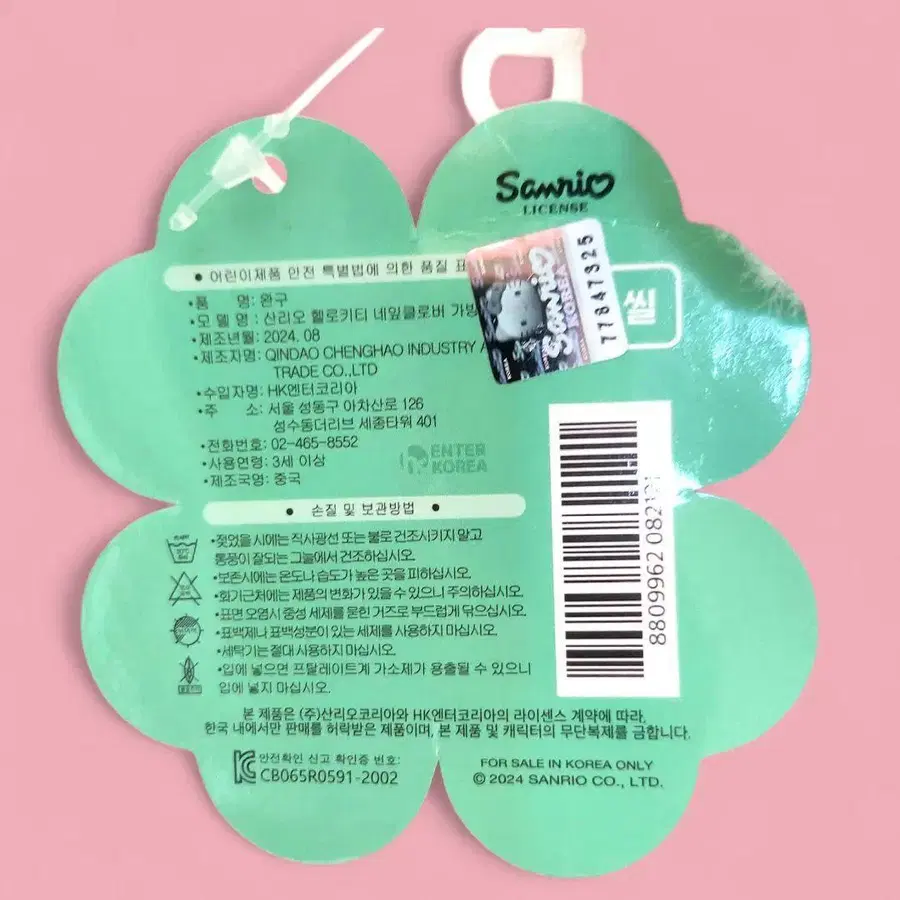 Sanrio
LICENSE
Sanrio
KOREA
77847325
씰
• 어린이제품 안전 특별법에 의한 품질
•품 명: 완구
•모 델 명 : 산리오 헬로키티 네잎클로버 가방
•제조년월: 2024. 08
•제조자명: QINDAO CHENGHAO INDUSTRY
TRADE CO.,LTD
•수입자명: HK엔터코리아
•주 소: 서울 성동구 아차산로 126
성수동더리브 세종타워 401
•전화번호: 02-465-8552
•사용연령: 3세 이상
•제조국명: 중국
ENTER
KOREA
• 손질 및 보관방법 •
•젖었을 시에는 직사광선 또는 불로 건조시키지 말고
통풍이 잘되는 그늘에서 건조하십시오.
•보존시에는 온도나 습도가 높은 곳을 피하십시오.
•화기근처에는 제품의 변화가 있을 수 있으니 주의하십시오.
•표면 오염시 중성 세제를 묻힌 거즈로 부드럽게 닦으십시오.
•표백제나 표백성분이 있는 세제를 사용하지 마십시오.
•세탁기는 절대 사용하지 마십시오.
•입에 넣으면 프탈레이트계 가소제가 용출될 수 있으니
입에 넣지 마십시오.
8809962 082121
본 제품은 (주)산리오코리아와 HK엔터코리아의 라이센스 계약에 따라,
한국 내에서만 판매를 허락받은 제품이며, 본 제품 및 캐릭터의 무단복제를 금합니다.
안전확인 신고 확인증 번호:
CB065R0591-2002
FOR SALE IN KOREA ONLY
© 2024 SANRIO CO., LTD.